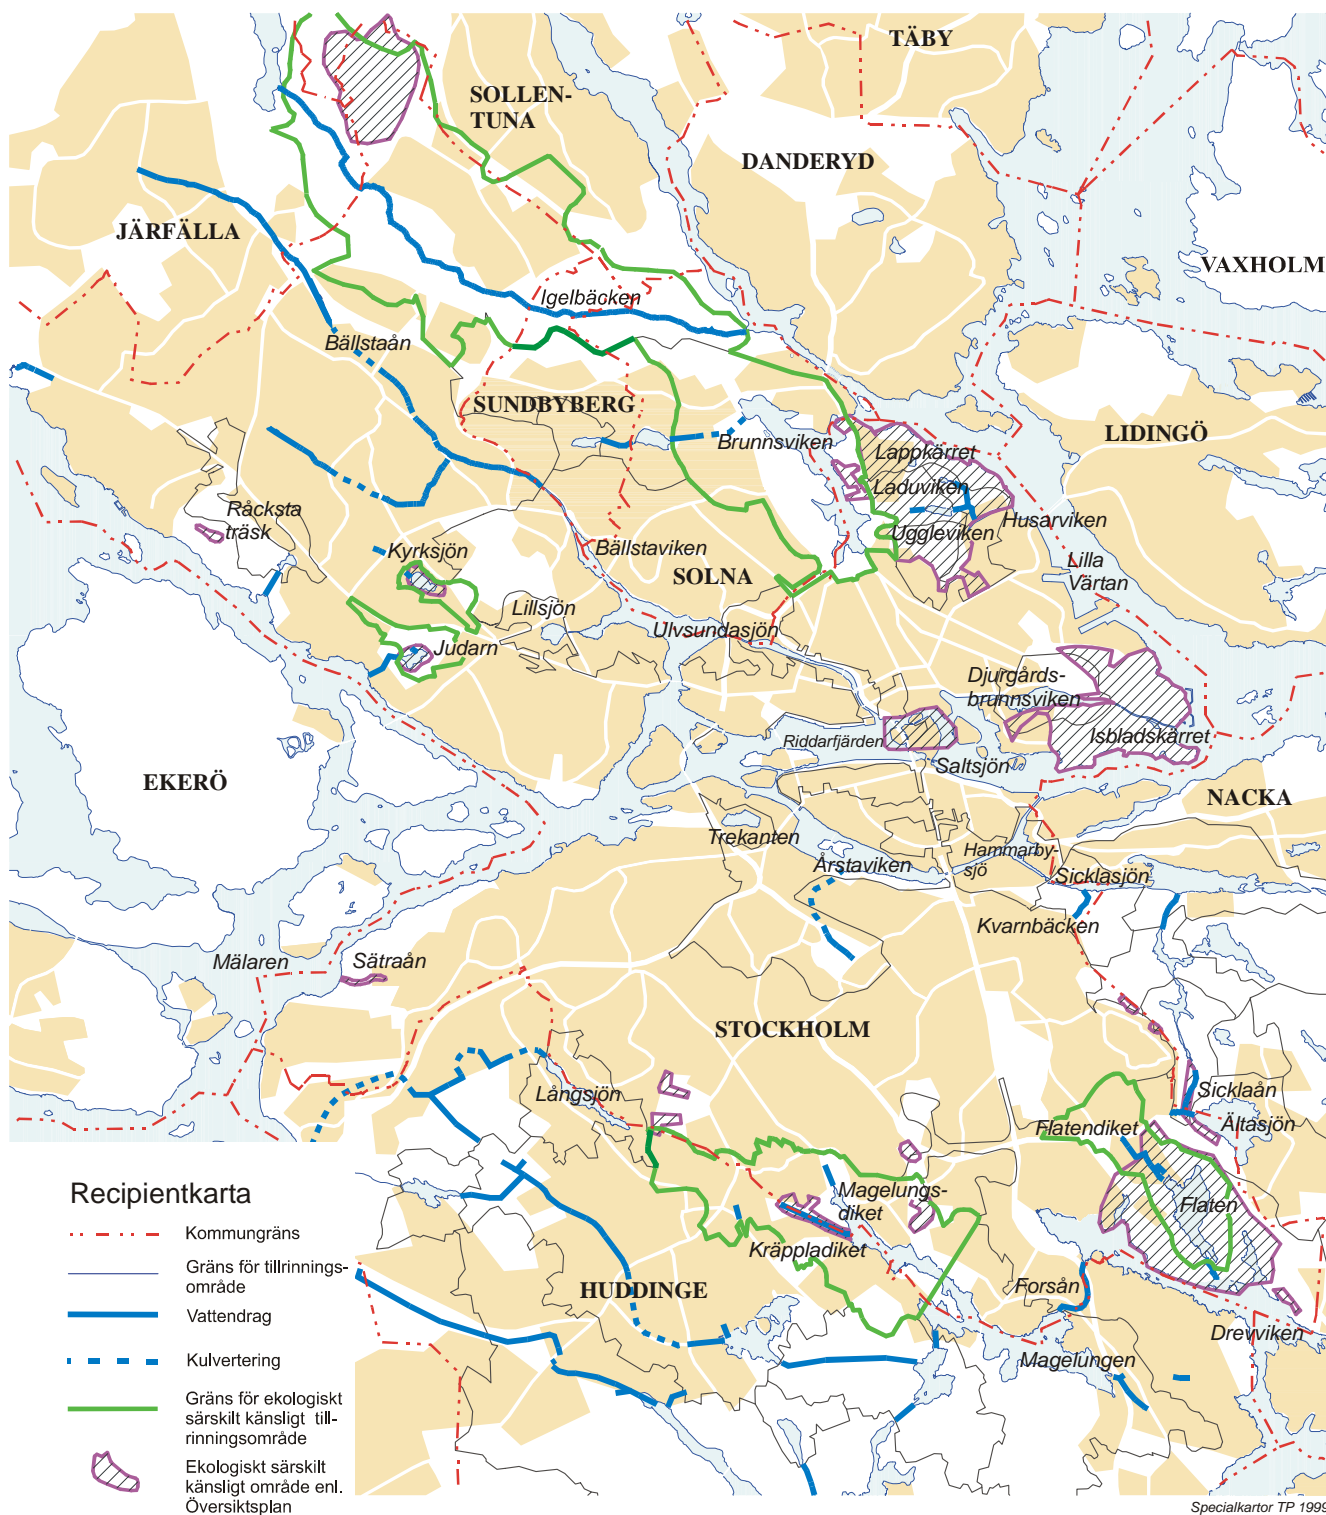 TÄBY
SOLLEN-
TUNA
DANDERYD
JÄRFÄLLA
VAXHOLM
Igelbäcken
Bällstaån
SUNDBYBERG
Brunnsviken
LIDINGÖ
Lappkärret
Laduviken
Råcksta
träsk
Husarviken
Uggleviken
Kyrksjön
Bällstaviken
SOLNA
Lilla
Värtan
Lillsjön
Ulvsundasjön
Judarn
Djurgårds-
brunnsviken
Isbladskärret
Riddarfjärden
Saltsjön
EKERÖ
NACKA
Trekanten
Årstaviken
Hammarby-
sjö
Sicklasjön
Kvarnbäcken
Mälaren
Sätraån
STOCKHOLM
Långsjön
Sicklaån
Ältasjön
Flatendiket
Magelungs-
diket
Flaten
Kräppladiket
HUDDINGE
Forsån
Drevviken
Magelungen
Recipientkarta
Kommungräns
Gräns för tillrinnings-
område
Vattendrag
Kulvertering
Gräns för ekologiskt
särskilt känsligt till-
rinningsområde
Ekologiskt särskilt
känsligt område enl.
Översiktsplan
Specialkartor TP 1999